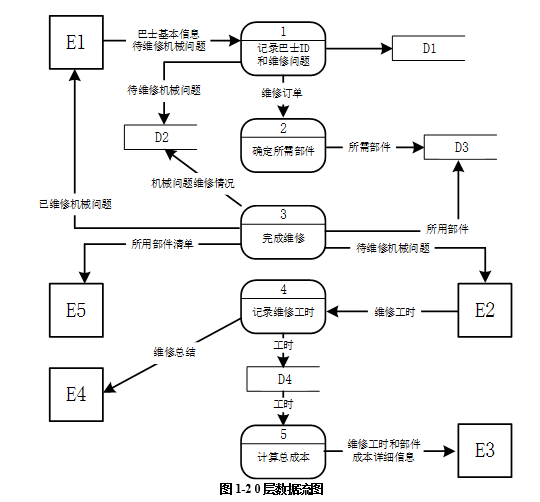 E1
巴士基本信息
待维修机械问题
1
记录巴士ID
和维修问题
D1
待维修机械问题
维修订单
D2
2
确定所需部件
所需部件
D3
机械问题维修情况
已维修机械问题
3
完成维修
所用部件
所用部件清单
待维修机械问题
E5
4
记录维修工时
维修工时
E2
维修总结
工时
E4
D4
工时
5
计算总成本
维修工时和部件
成本详细信息
E3
图 1-2 0 层数据流图